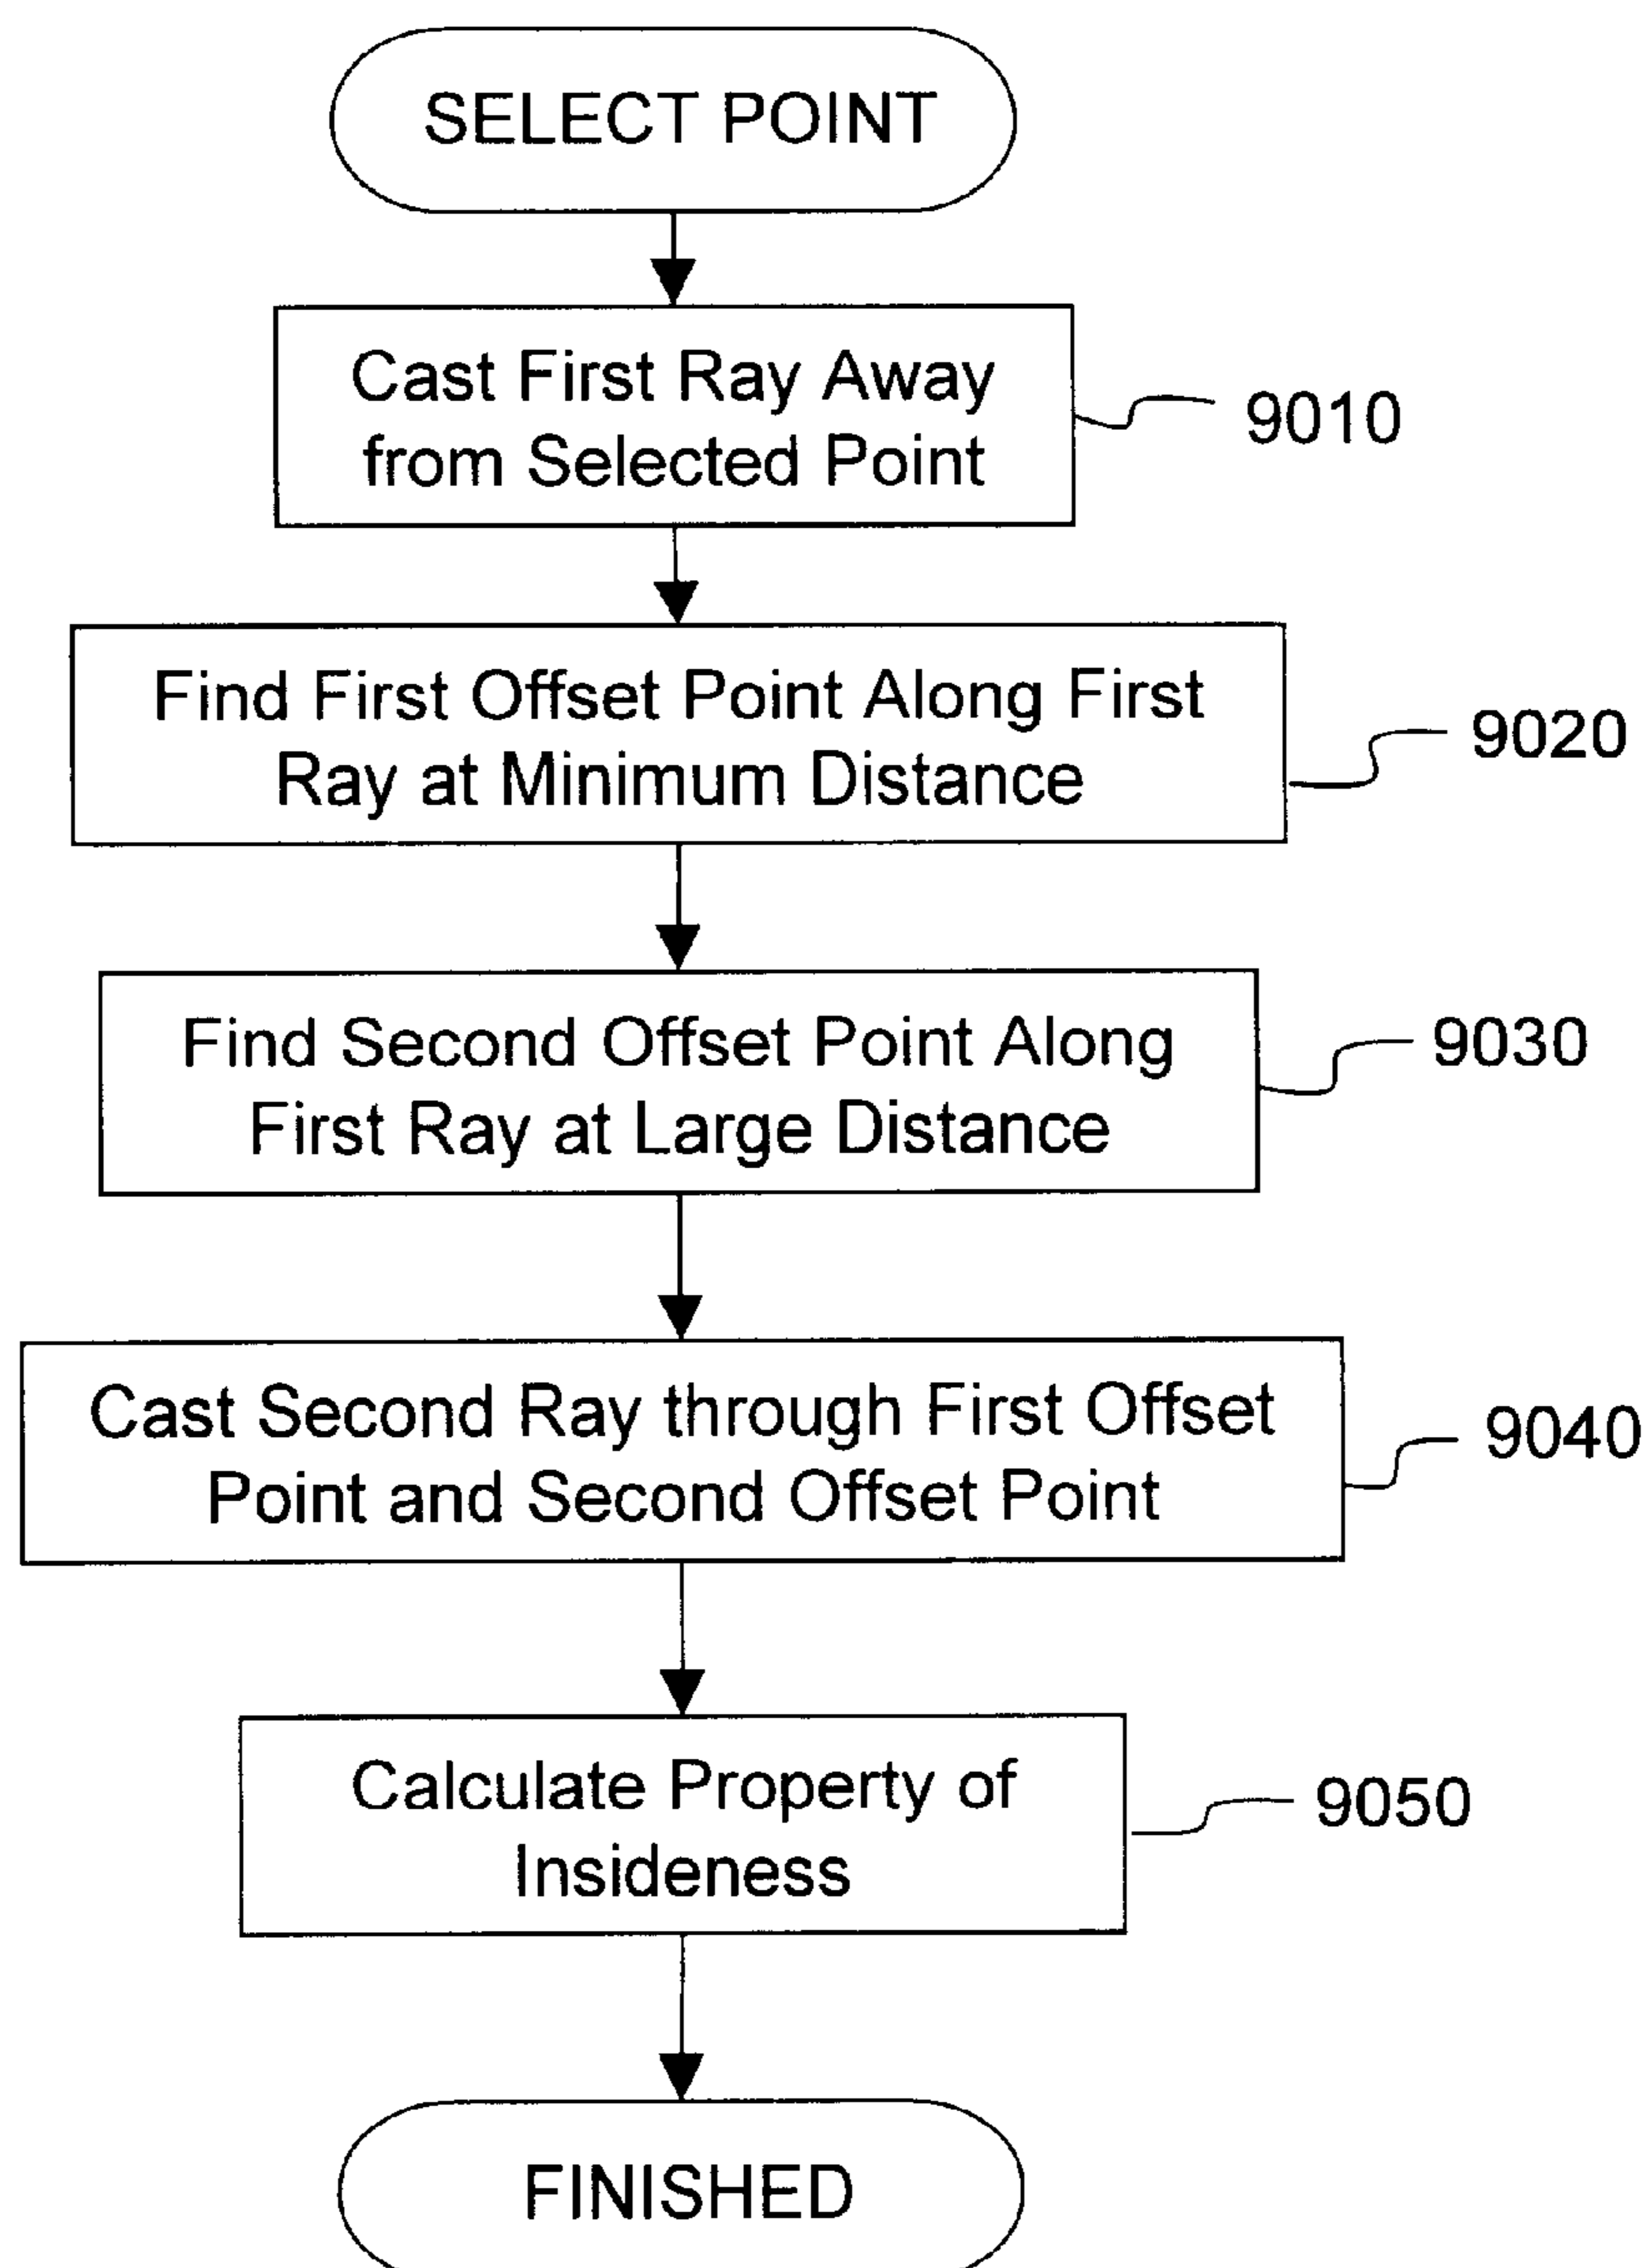 SELECT POINT
Cast First Ray Away
from Selected Point
9010
Find First Offset Point Along First
Ray at Minimum Distance
9020
Find Second Offset Point Along
First Ray at Large Distance
9030
Cast Second Ray through First Offset
Point and Second Offset Point
9040
Calculate Property of
Insideness
9050
FINISHED